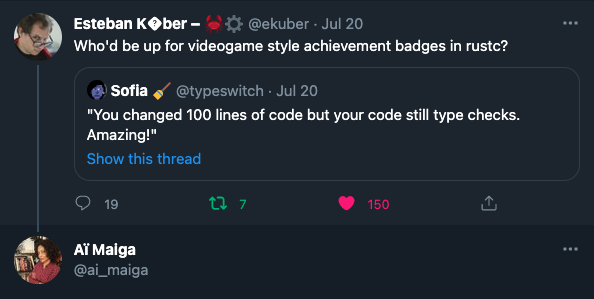 Esteban K�ber – 🦀⚙️ @ekuber · Jul 20
Who'd be up for videogame style achievement badges in rustc?
Sofia 🧹 @typeswitch · Jul 20
"You changed 100 lines of code but your code still type checks.
Amazing!"
Show this thread
19 7 150
Aï Maiga
@ai_maiga